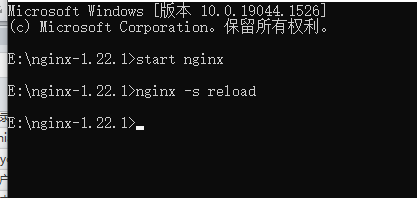 Microsoft Windows [版本 10.0.19044.1526]
(c) Microsoft Corporation。保留所有权利。
E:\nginx-1.22.1>start nginx
E:\nginx-1.22.1>nginx -s reload
E:\nginx-1.22.1>